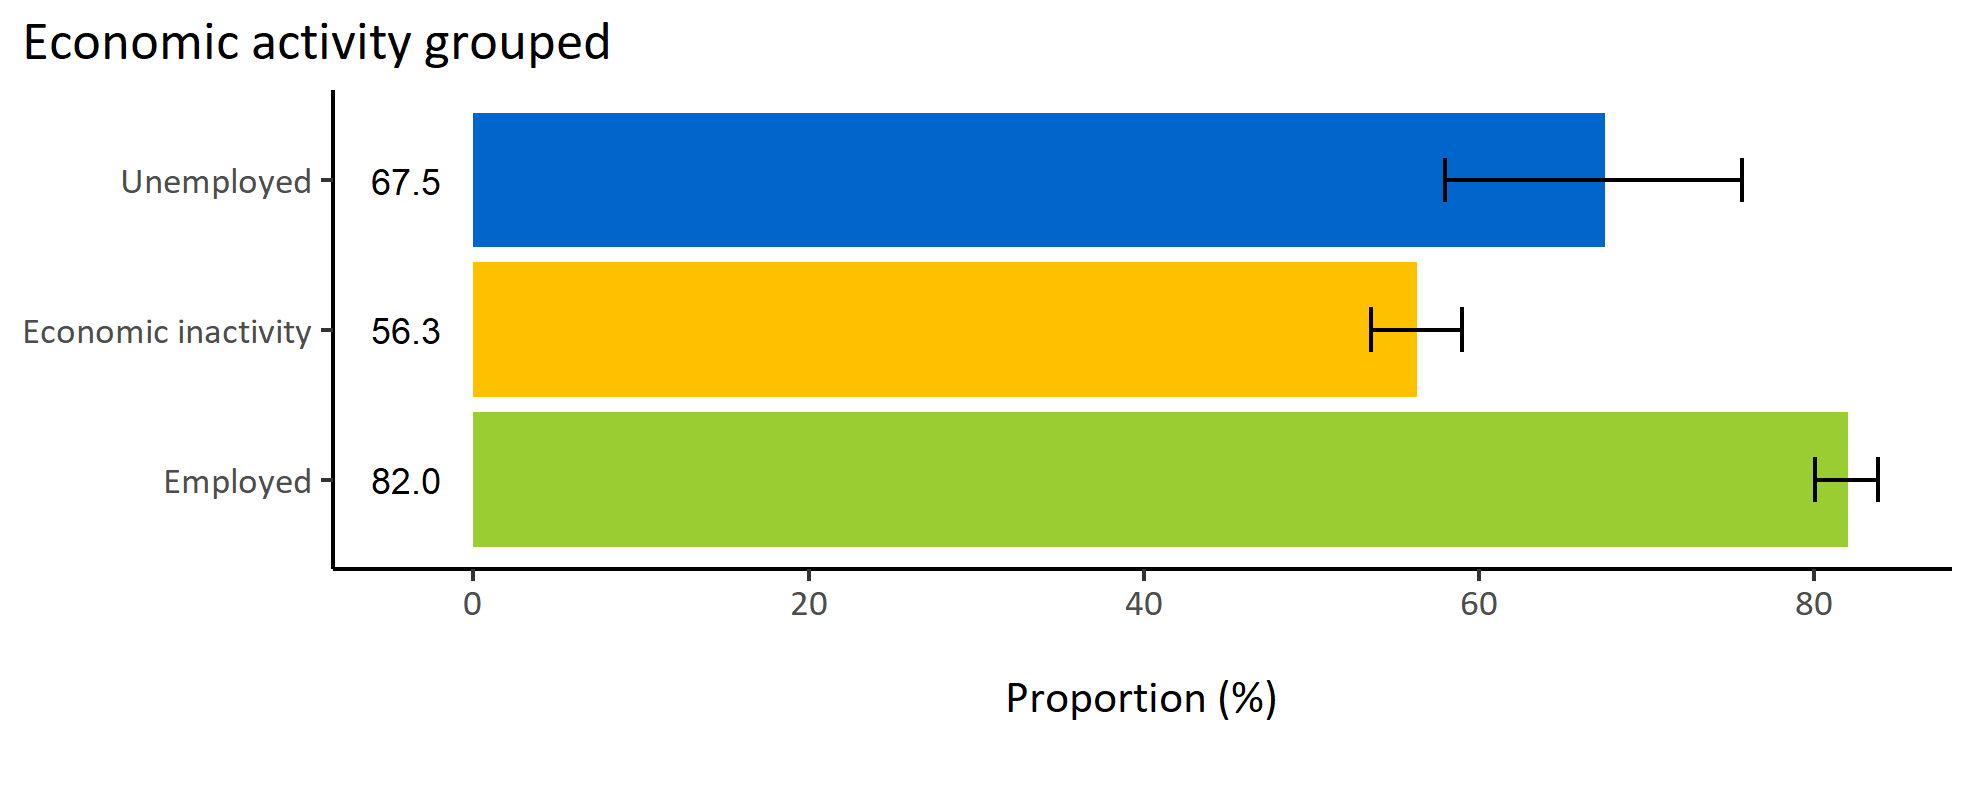 Economic activity grouped
Unemployed 67.5
Economic inactivity 56.3
Employed 82.0
0 20 40 60 80
Proportion (%)